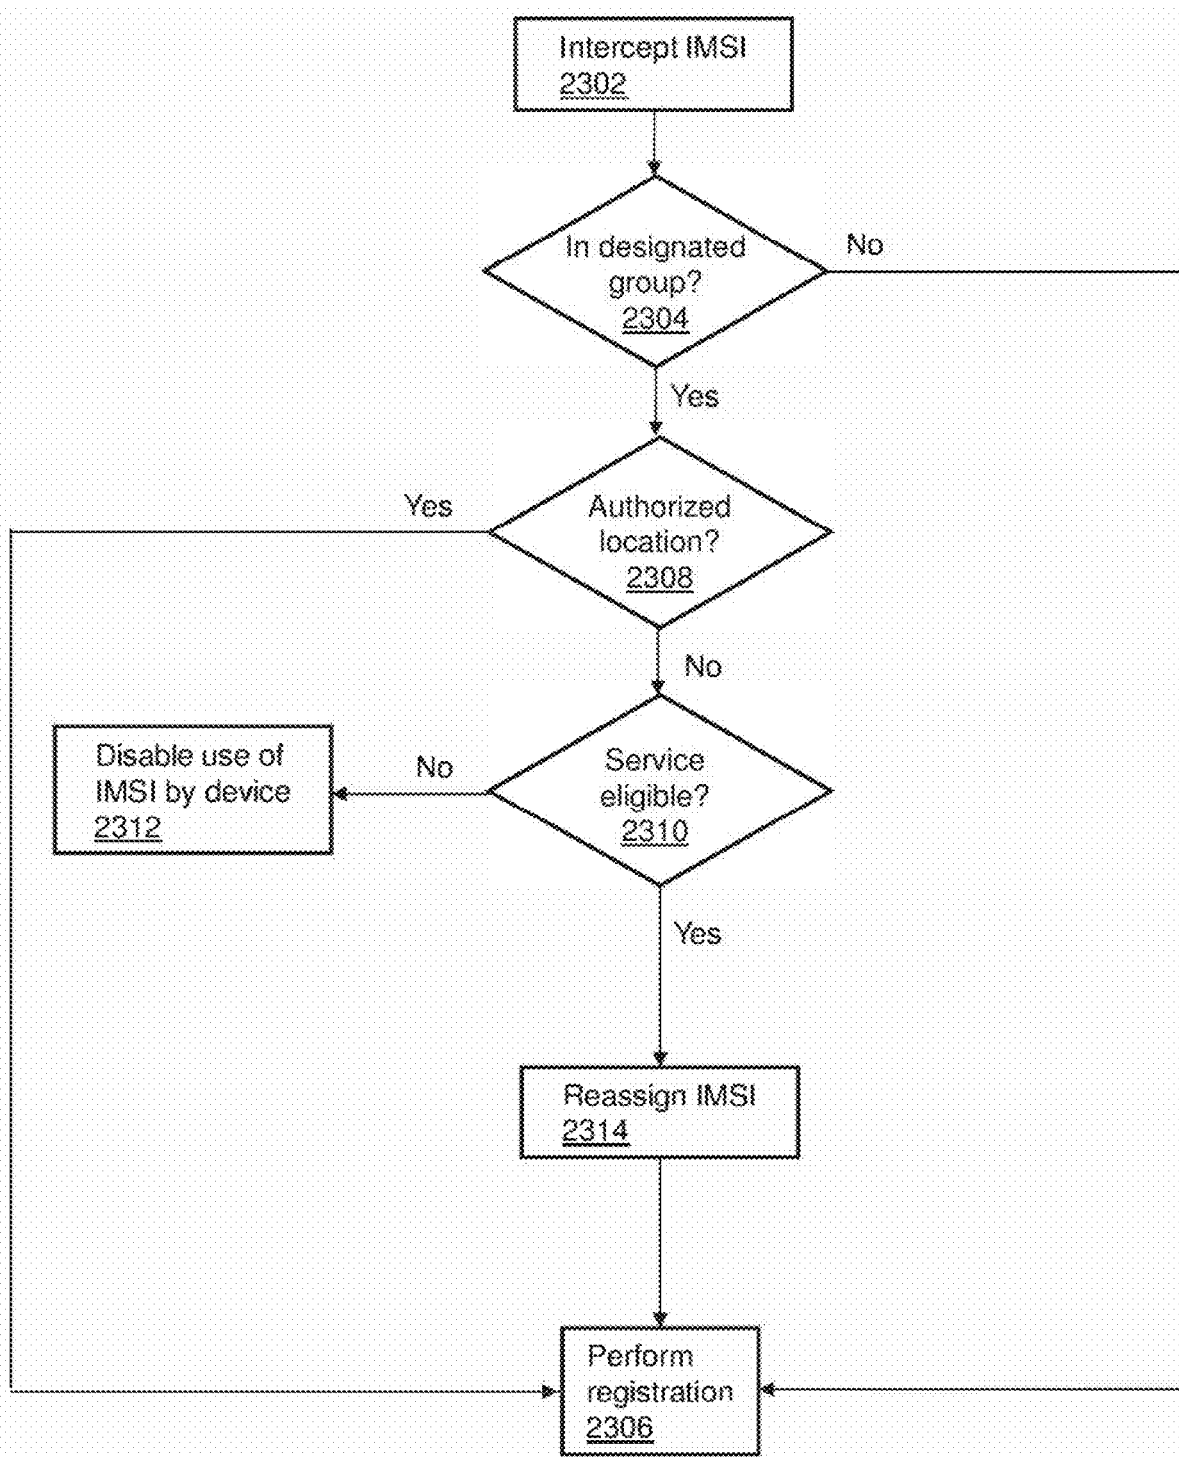 Intercept IMSI
2302
In designated
group?
2304
No
Yes
Authorized
location?
2308
Yes
No
Service
eligible?
2310
No
Disable use of
IMSI by device
2312
Yes
Reassign IMSI
2314
Perform
registration
2306